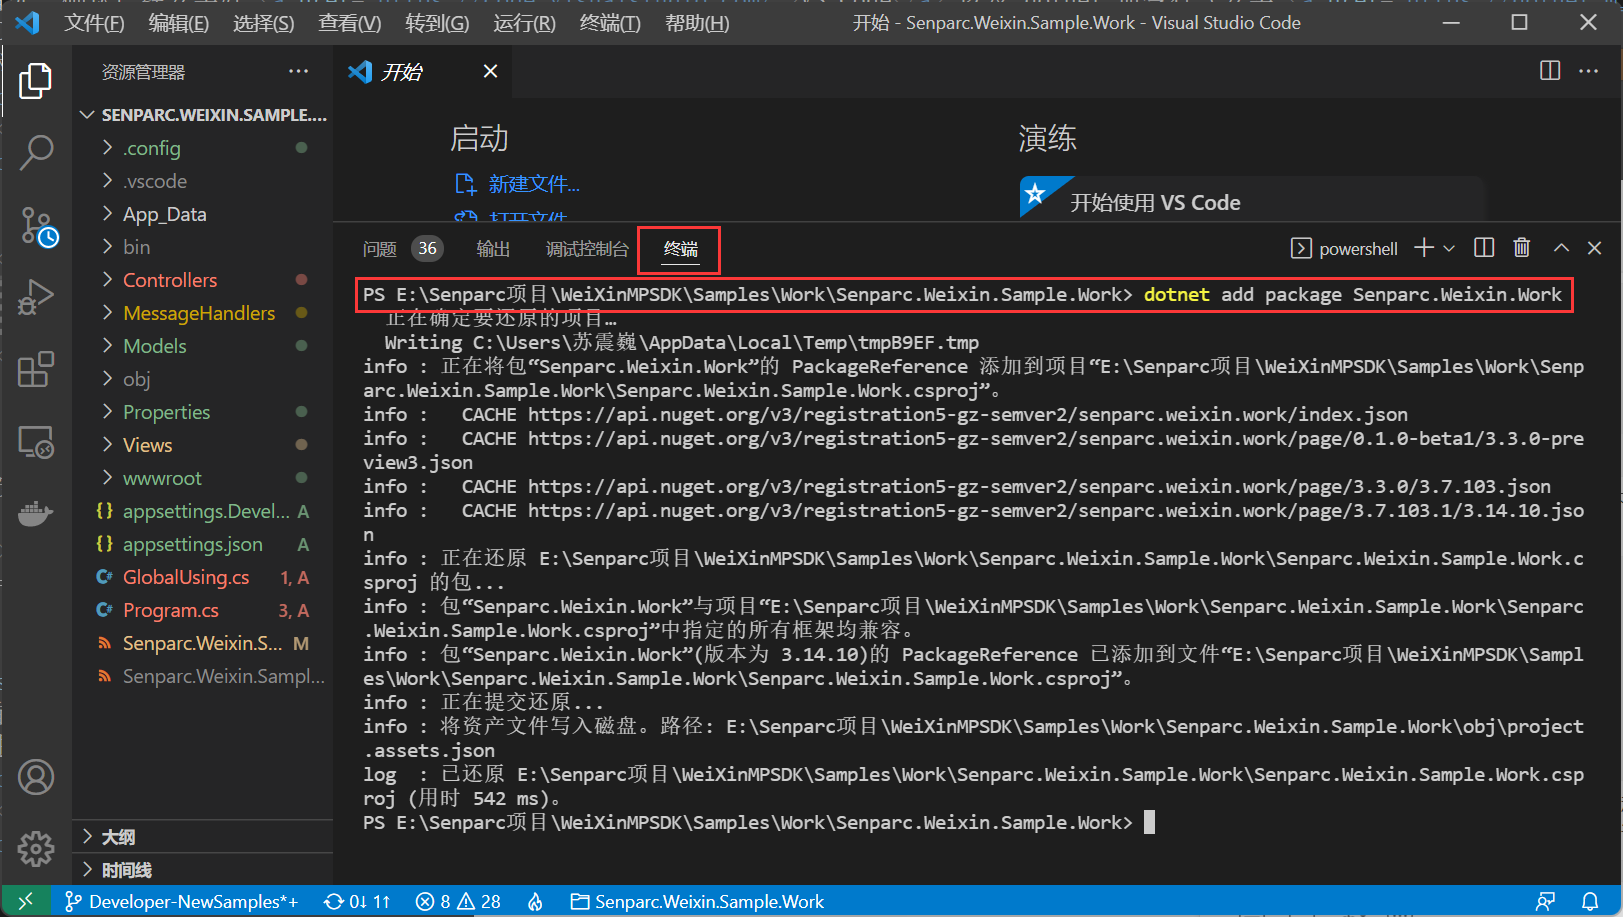 文件(F) 编辑(E) 选择(S) 查看(V) 转到(G) 运行(R) 终端(T) 帮助(H) 开始 - Senparc.Weixin.Sample.Work - Visual Studio Code
资源管理器
开始
SENPARC.WEIXIN.SAMPLE....
.config
.vscode
App_Data
bin
Controllers
MessageHandlers
Models
obj
Properties
Views
wwwroot
{} appsettings.Devel... A
{} appsettings.json A
C# GlobalUsing.cs 1, A
C# Program.cs 3, A
Senparc.Weixin.S... M
Senparc.Weixin.Sampl...
大纲
时间线
启动
新建文件...
打开文件
演练
开始使用 VS Code
问题 36 输出 调试控制台 终端 powershell
PS E:\Senparc项目\WeiXinMPSDK\Samples\Work\Senparc.Weixin.Sample.Work> dotnet add package Senparc.Weixin.Work
正在确定要还原的项目…
Writing C:\Users\苏震巍\AppData\Local\Temp\tmpB9EF.tmp
info : 正在将包“Senparc.Weixin.Work”的 PackageReference 添加到项目“E:\Senparc项目\WeiXinMPSDK\Samples\Work\Senp
arc.Weixin.Sample.Work\Senparc.Weixin.Sample.Work.csproj”。
info :   CACHE https://api.nuget.org/v3/registration5-gz-semver2/senparc.weixin.work/index.json
info :   CACHE https://api.nuget.org/v3/registration5-gz-semver2/senparc.weixin.work/page/0.1.0-beta1/3.3.0-pre
view3.json
info :   CACHE https://api.nuget.org/v3/registration5-gz-semver2/senparc.weixin.work/page/3.3.0/3.7.103.json
info :   CACHE https://api.nuget.org/v3/registration5-gz-semver2/senparc.weixin.work/page/3.7.103.1/3.14.10.jso
n
info : 正在还原 E:\Senparc项目\WeiXinMPSDK\Samples\Work\Senparc.Weixin.Sample.Work\Senparc.Weixin.Sample.Work.c
sproj 的包...
info : 包“Senparc.Weixin.Work”与项目“E:\Senparc项目\WeiXinMPSDK\Samples\Work\Senparc.Weixin.Sample.Work\Senparc
.Weixin.Sample.Work.csproj”中指定的所有框架均兼容。
info : 包“Senparc.Weixin.Work”(版本为 3.14.10)的 PackageReference 已添加到文件“E:\Senparc项目\WeiXinMPSDK\Sampl
es\Work\Senparc.Weixin.Sample.Work\Senparc.Weixin.Sample.Work.csproj”。
info : 正在提交还原...
info : 将资产文件写入磁盘。路径: E:\Senparc项目\WeiXinMPSDK\Samples\Work\Senparc.Weixin.Sample.Work\obj\project
.assets.json
log  : 已还原 E:\Senparc项目\WeiXinMPSDK\Samples\Work\Senparc.Weixin.Sample.Work\Senparc.Weixin.Sample.Work.csp
roj (用时 542 ms)。
PS E:\Senparc项目\WeiXinMPSDK\Samples\Work\Senparc.Weixin.Sample.Work>
Developer-NewSamples*+ 0↓ 1↑ 8 28 Senparc.Weixin.Sample.Work